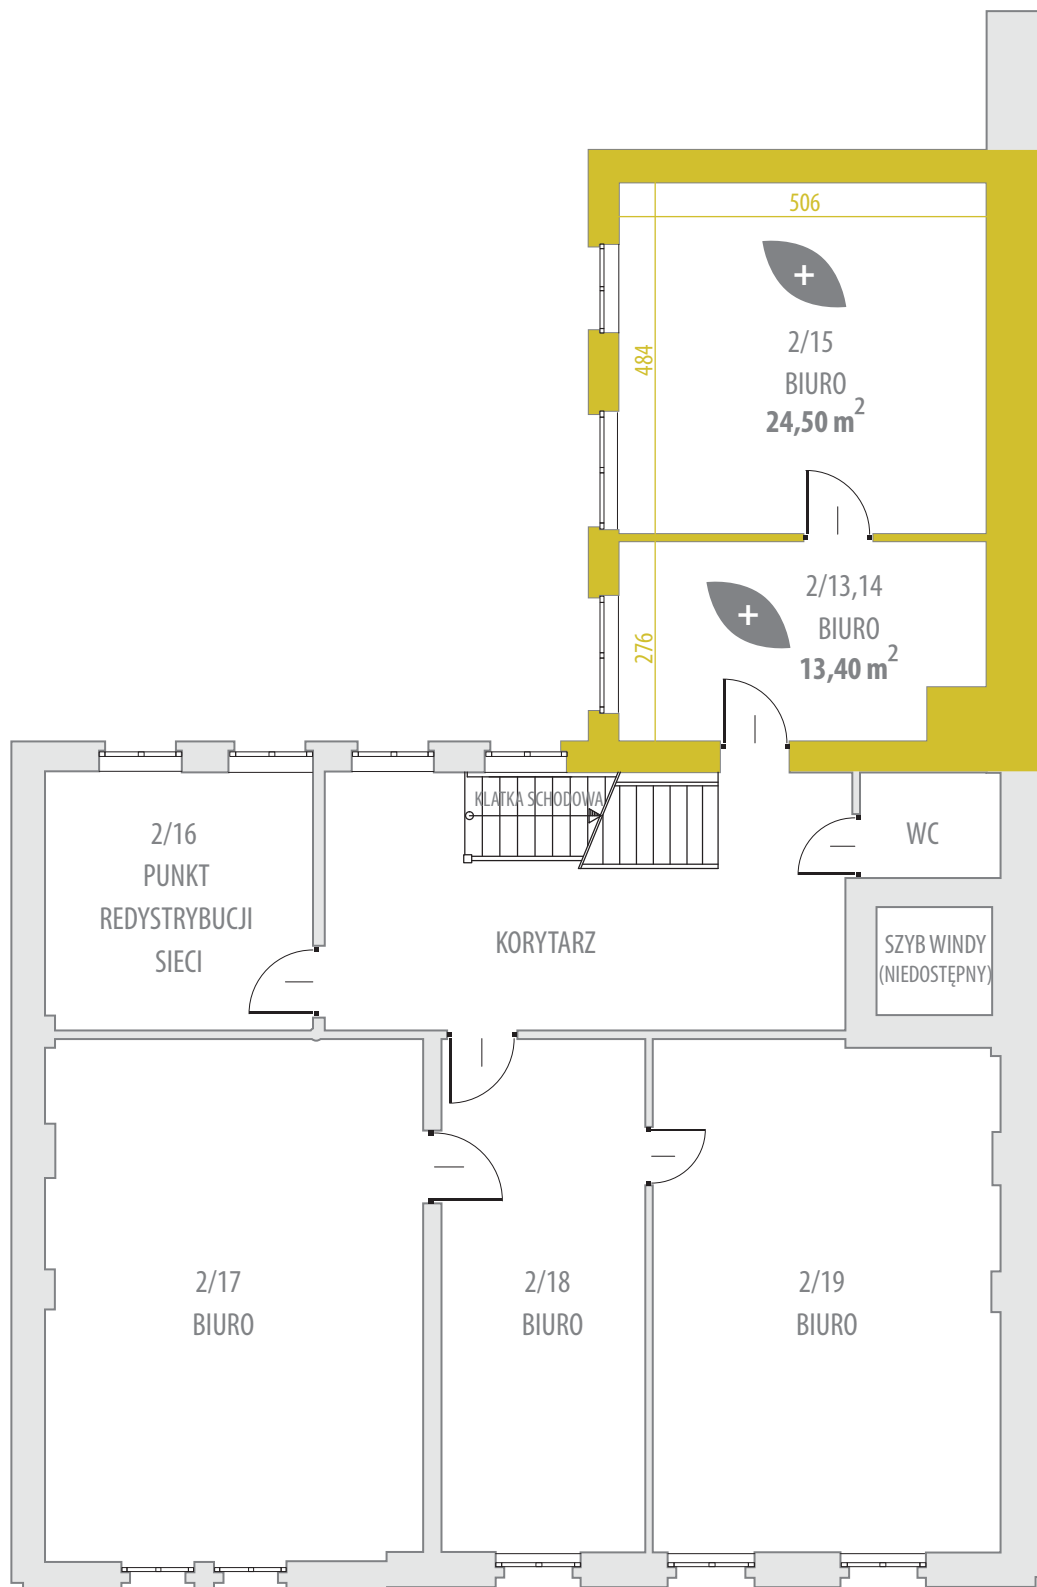 506
484
2/15
BIURO
24,50 m²
276
2/13,14
BIURO
13,40 m²
KLATKA SCHODOWA
2/16
PUNKT
REDYSTRYBUCJI
SIECI
WC
KORYTARZ
SZYB WINDY
(NIEDOSTĘPNY)
2/17
BIURO
2/18
BIURO
2/19
BIURO